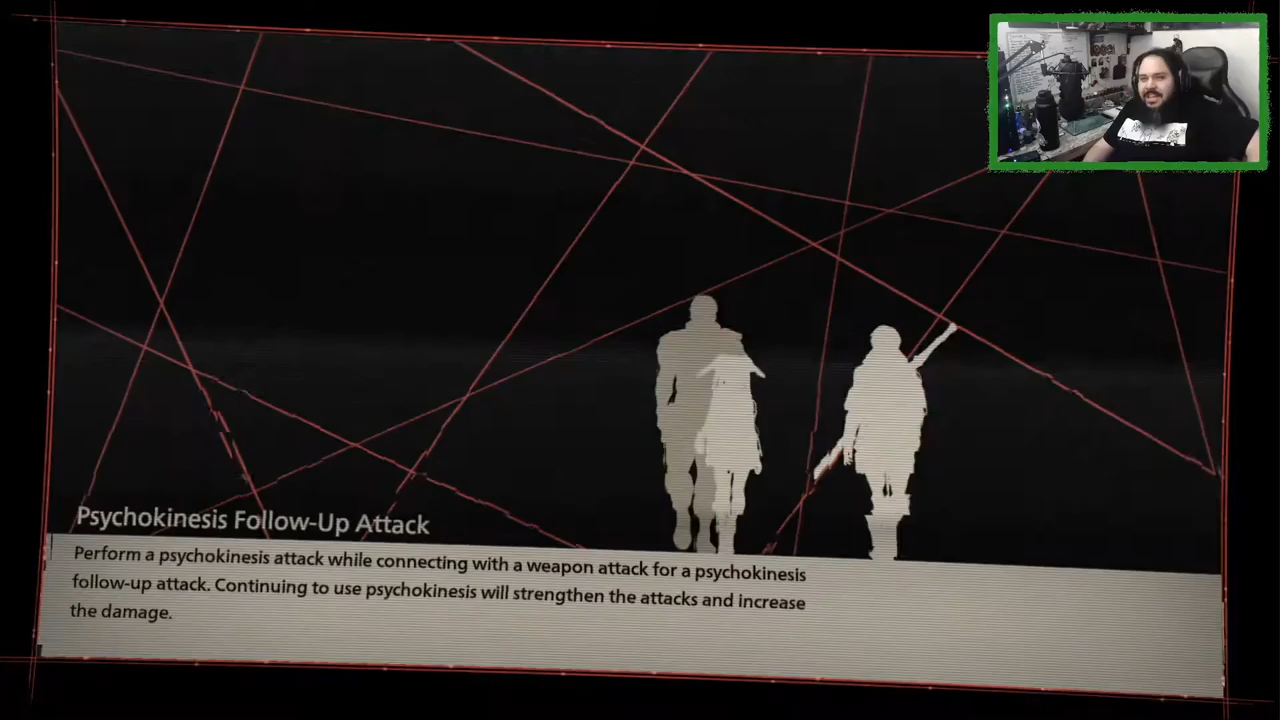 Psychokinesis Follow-Up Attack
Perform a psychokinesis attack while connecting with a weapon attack for a psychokinesis
follow-up attack. Continuing to use psychokinesis will strengthen the attacks and increase
the damage.